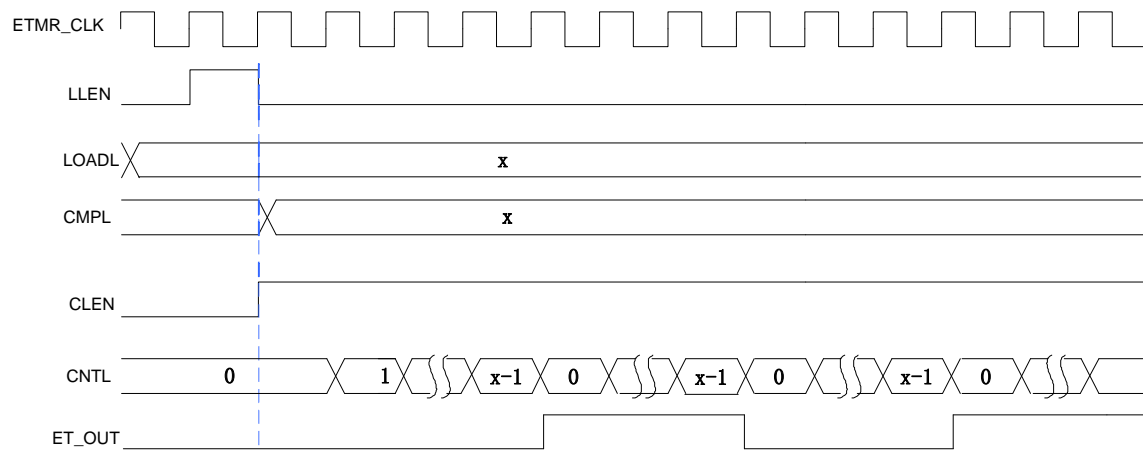 ETMR_CLK
LLEN
LOADL x
CMPL x
CLEN
CNTL 0 1 x-1 0 x-1 0 x-1 0
ET_OUT